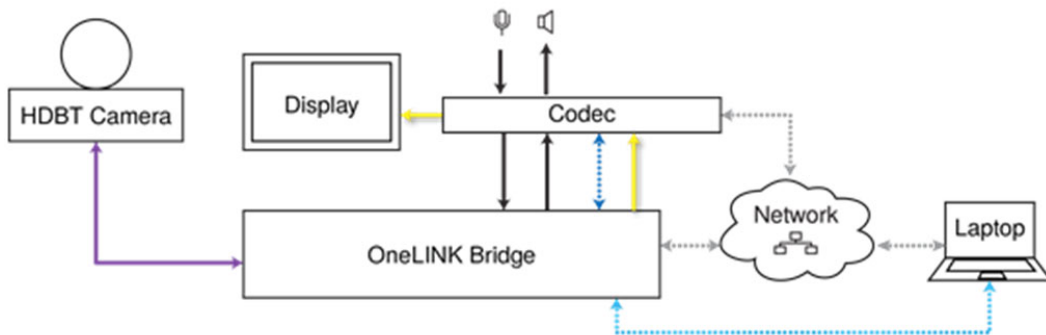 HDBT Camera
Display
Codec
OneLINK Bridge
Network
Laptop